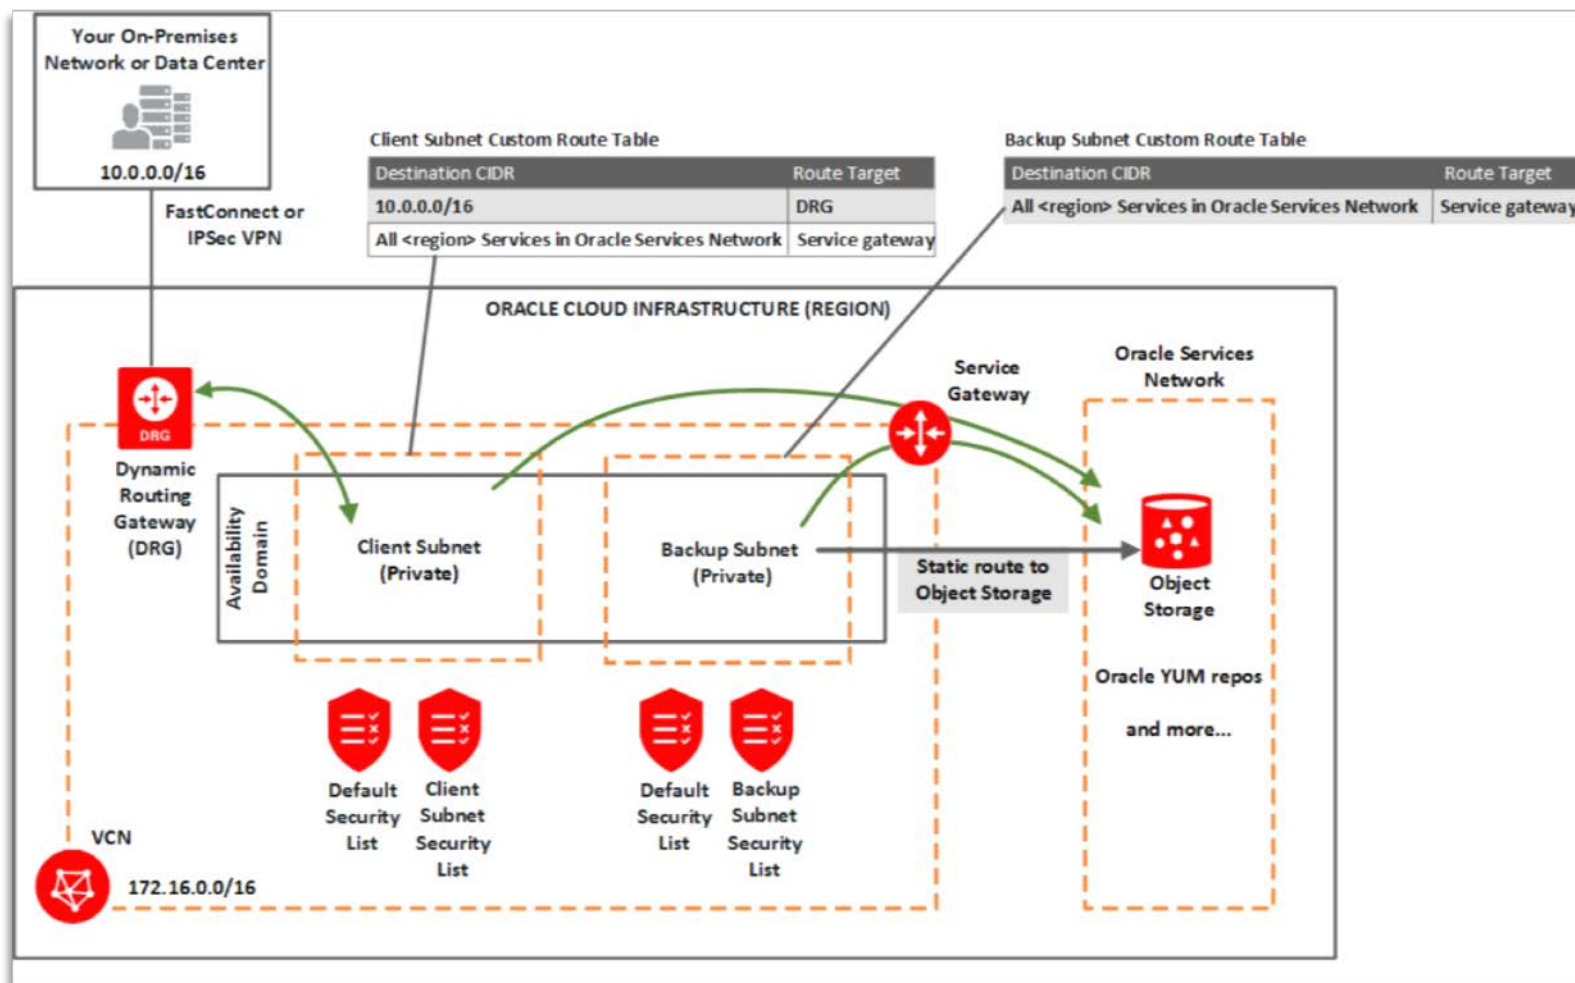 Your On-Premises
Network or Data Center
10.0.0.0/16
FastConnect or
IPSec VPN
Client Subnet Custom Route Table
Destination CIDR Route Target
10.0.0.0/16 DRG
All <region> Services in Oracle Services Network Service gateway
Backup Subnet Custom Route Table
Destination CIDR Route Target
All <region> Services in Oracle Services Network Service gateway
ORACLE CLOUD INFRASTRUCTURE (REGION)
DRG
Dynamic
Routing
Gateway
(DRG)
Availability
Domain
Client Subnet
(Private)
Backup Subnet
(Private)
Service
Gateway
Static route to
Object Storage
Oracle Services
Network
Object
Storage
Oracle YUM repos
and more...
Default
Security
List
Client
Subnet
Security
List
Default
Security
List
Backup
Subnet
Security
List
VCN
172.16.0.0/16